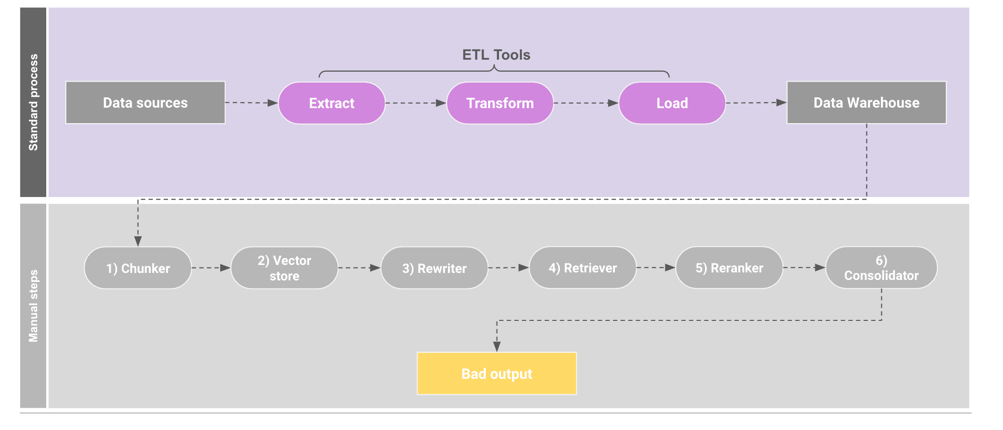 Standard process
ETL Tools
Data sources
Extract
Transform
Load
Data Warehouse
Manual steps
1) Chunker
2) Vector
store
3) Rewriter
4) Retriever
5) Reranker
6)
Consolidator
Bad output